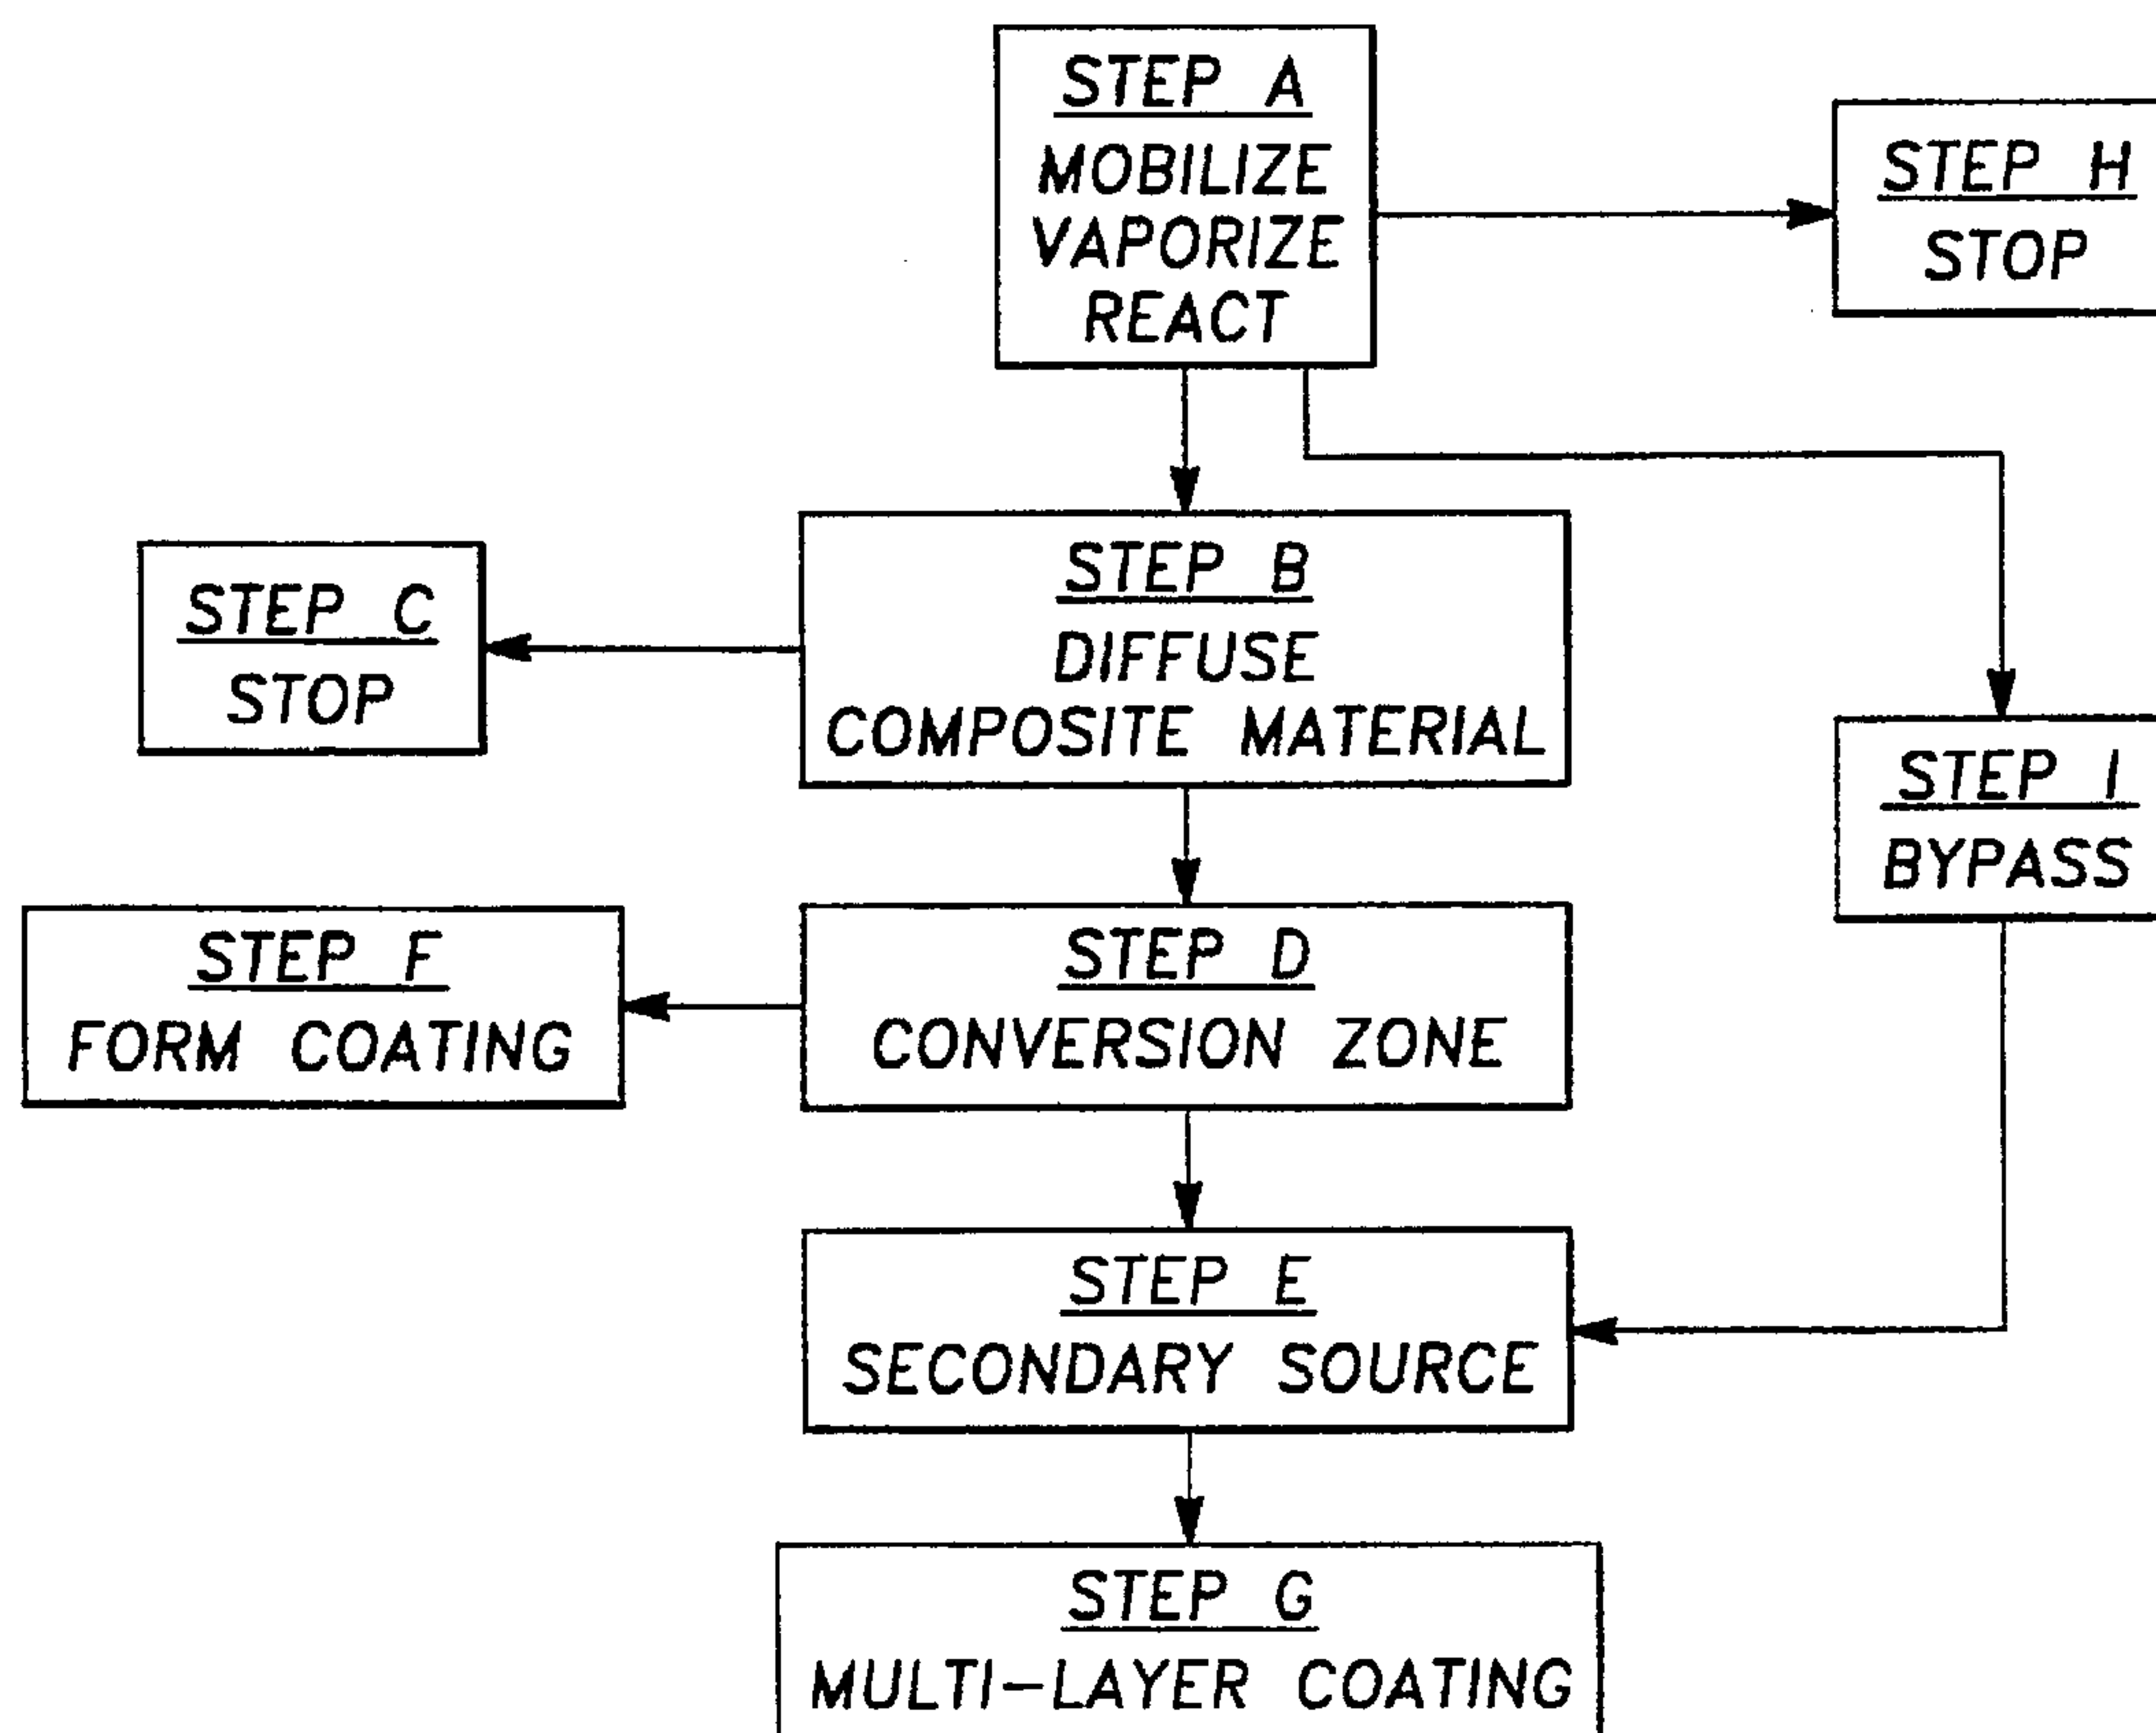 STEP A
MOBILIZE
VAPORIZE
REACT
STEP H
STOP
STEP B
DIFFUSE
COMPOSITE MATERIAL
STEP C
STOP
STEP I
BYPASS
STEP F
FORM COATING
STEP D
CONVERSION ZONE
STEP E
SECONDARY SOURCE
STEP G
MULTI-LAYER COATING